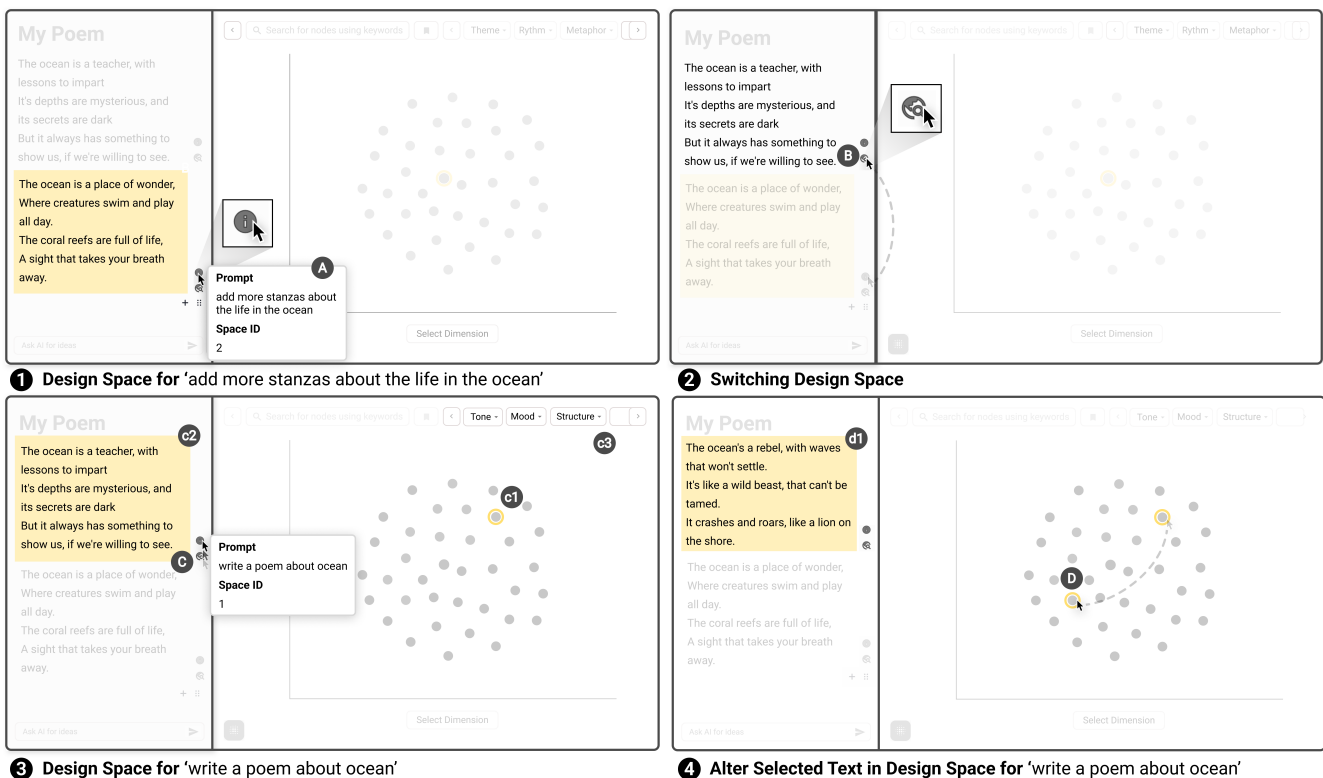 My Poem
The ocean is a teacher, with
lessons to impart
It's depths are mysterious, and
its secrets are dark
But it always has something to
show us, if we're willing to see.
The ocean is a place of wonder,
Where creatures swim and play
all day.
The coral reefs are full of life,
A sight that takes your breath
away.
Ask AI for ideas
Search for nodes using keywords
Theme
Rythm
Metaphor
A
Prompt
add more stanzas about
the life in the ocean
Space ID
2
Select Dimension
1 Design Space for ‘add more stanzas about the life in the ocean’
My Poem
The ocean is a teacher, with
lessons to impart
It's depths are mysterious, and
its secrets are dark
But it always has something to
show us, if we're willing to see.
B
The ocean is a place of wonder,
Where creatures swim and play
all day.
The coral reefs are full of life,
A sight that takes your breath
away.
Ask AI for ideas
Search for nodes using keywords
Theme
Rythm
Metaphor
Select Dimension
2 Switching Design Space
My Poem
c2
The ocean is a teacher, with
lessons to impart
It's depths are mysterious, and
its secrets are dark
But it always has something to
show us, if we're willing to see.
C
The ocean is a place of wonder,
Where creatures swim and play
all day.
The coral reefs are full of life,
A sight that takes your breath
away.
Ask AI for ideas
Search for nodes using keywords
Tone
Mood
Structure
c3
c1
Prompt
write a poem about ocean
Space ID
1
Select Dimension
3 Design Space for ‘write a poem about ocean’
My Poem
d1
The ocean's a rebel, with waves
that won't settle.
It's like a wild beast, that can't be
tamed.
It crashes and roars, like a lion on
the shore.
The ocean is a place of wonder,
Where creatures swim and play
all day.
The coral reefs are full of life,
A sight that takes your breath
away.
Ask AI for ideas
Search for nodes using keywords
Tone
Mood
Structure
D
Select Dimension
4 Alter Selected Text in Design Space for ‘write a poem about ocean’